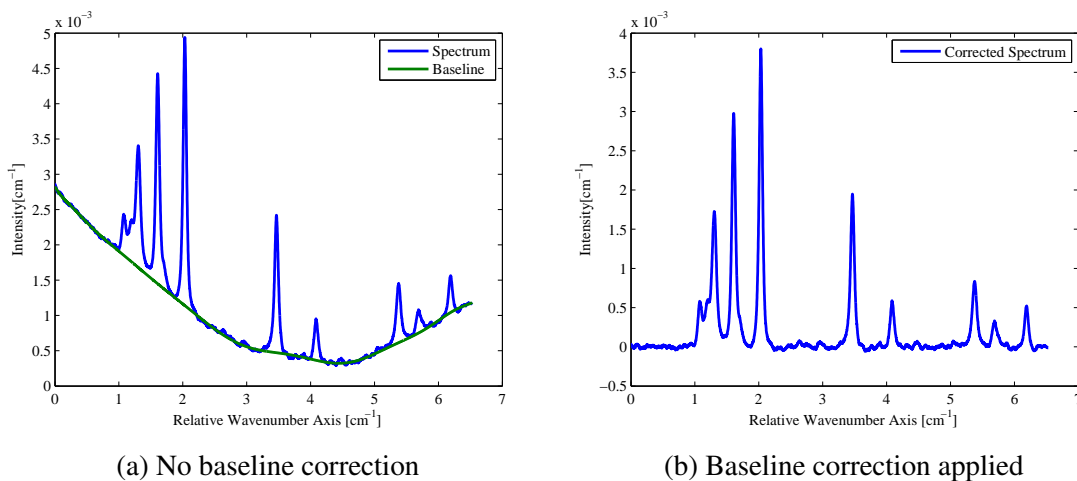 x 10⁻³
5
4.5
4
3.5
3
2.5
2
1.5
1
0.5
0
Intensity[cm⁻¹]
Spectrum
Baseline
0 1 2 3 4 5 6 7
Relative Wavenumber Axis [cm⁻¹]
(a) No baseline correction
x 10⁻³
4
3.5
3
2.5
2
1.5
1
0.5
0
−0.5
Intensity[cm⁻¹]
Corrected Spectrum
0 1 2 3 4 5 6 7
Relative Wavenumber Axis [cm⁻¹]
(b) Baseline correction applied